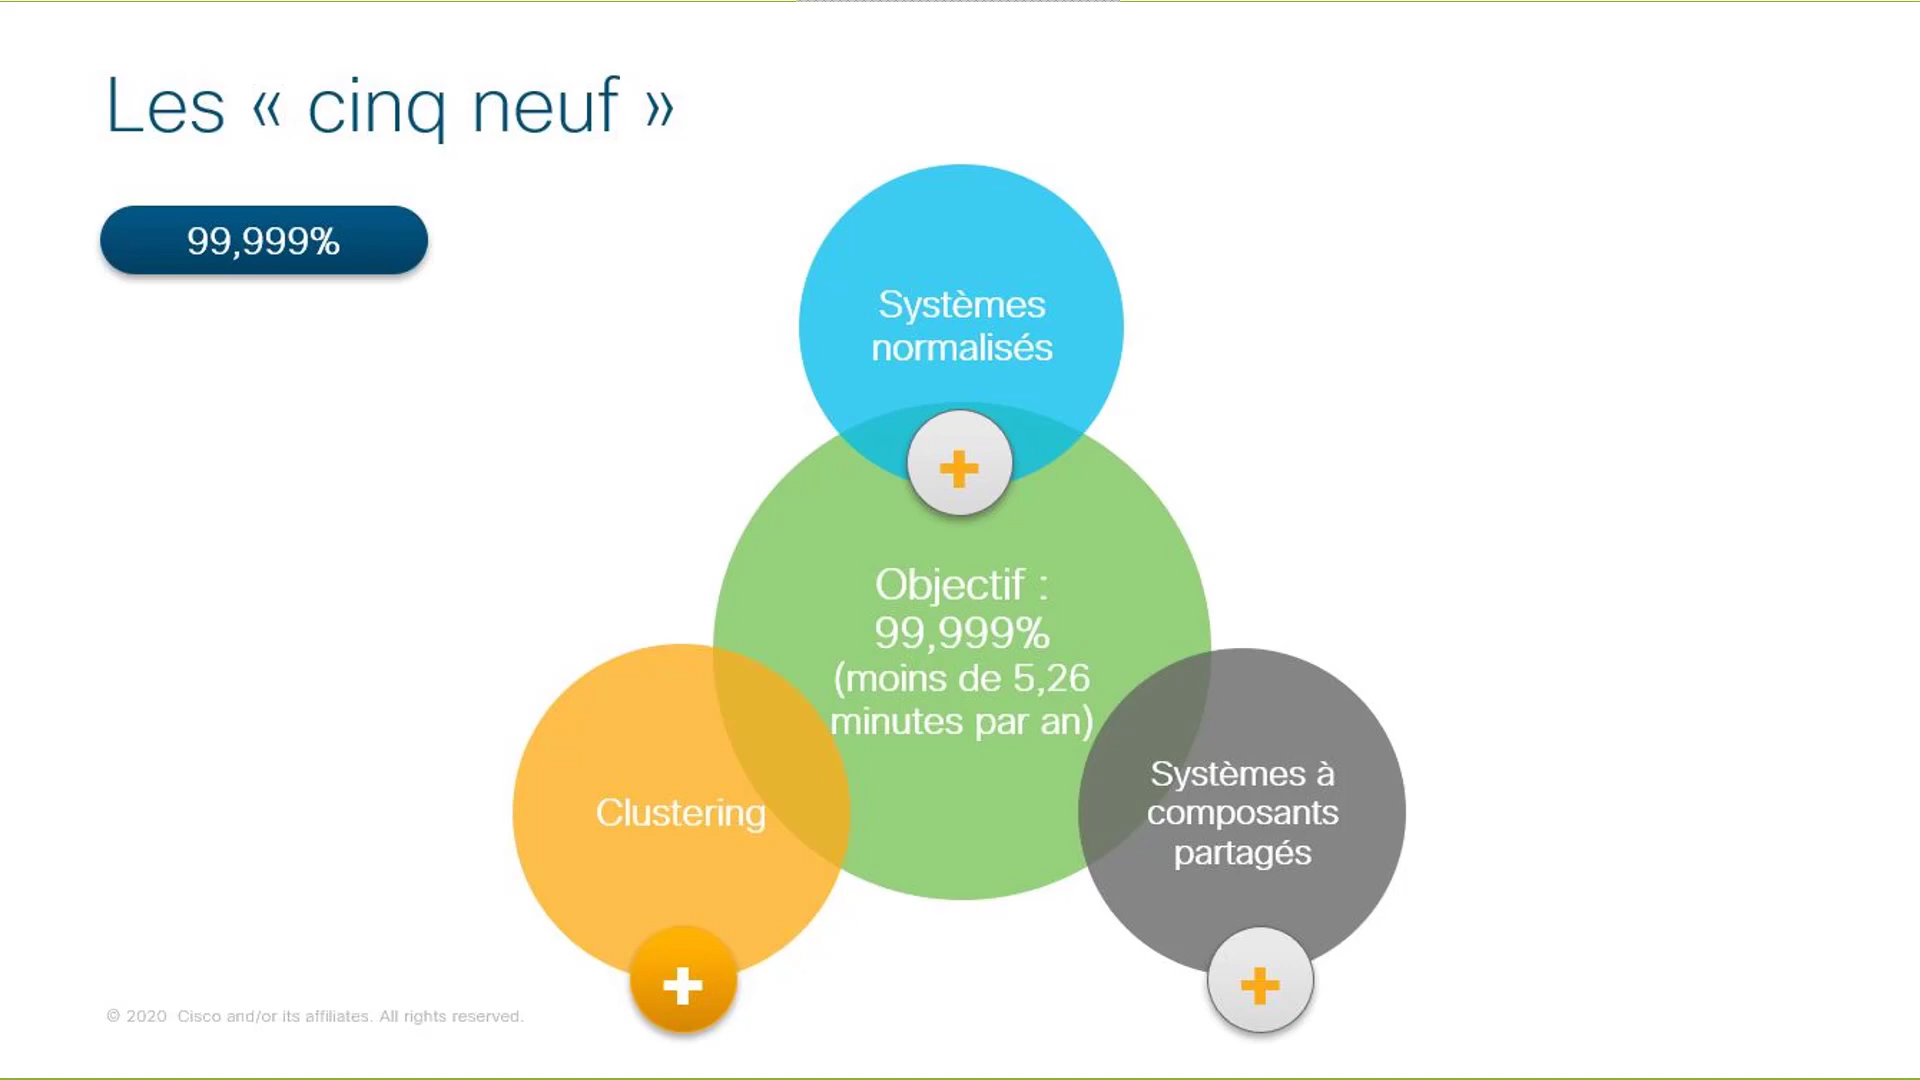 Les « cinq neuf »
99,999%
Systèmes
normalisés
Objectif :
99,999%
(moins de 5,26
minutes par an)
Clustering
Systèmes à
composants
partagés
© 2020 Cisco and/or its affiliates. All rights reserved.